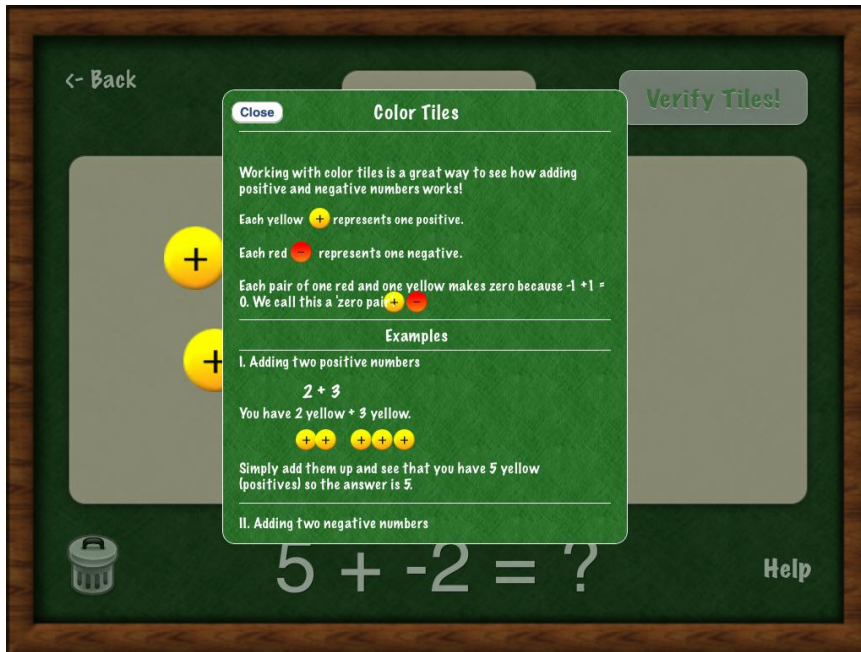 <- Back
Verify Tiles!
Close
Color Tiles
Working with color tiles is a great way to see how adding
positive and negative numbers works!
Each yellow + represents one positive.
Each red - represents one negative.
Each pair of one red and one yellow makes zero because -1 +1 =
0. We call this a 'zero pai + -
Examples
I. Adding two positive numbers
2 + 3
You have 2 yellow + 3 yellow.
++ +++
Simply add them up and see that you have 5 yellow
(positives) so the answer is 5.
II. Adding two negative numbers
+
+
5 + -2 = ?
Help